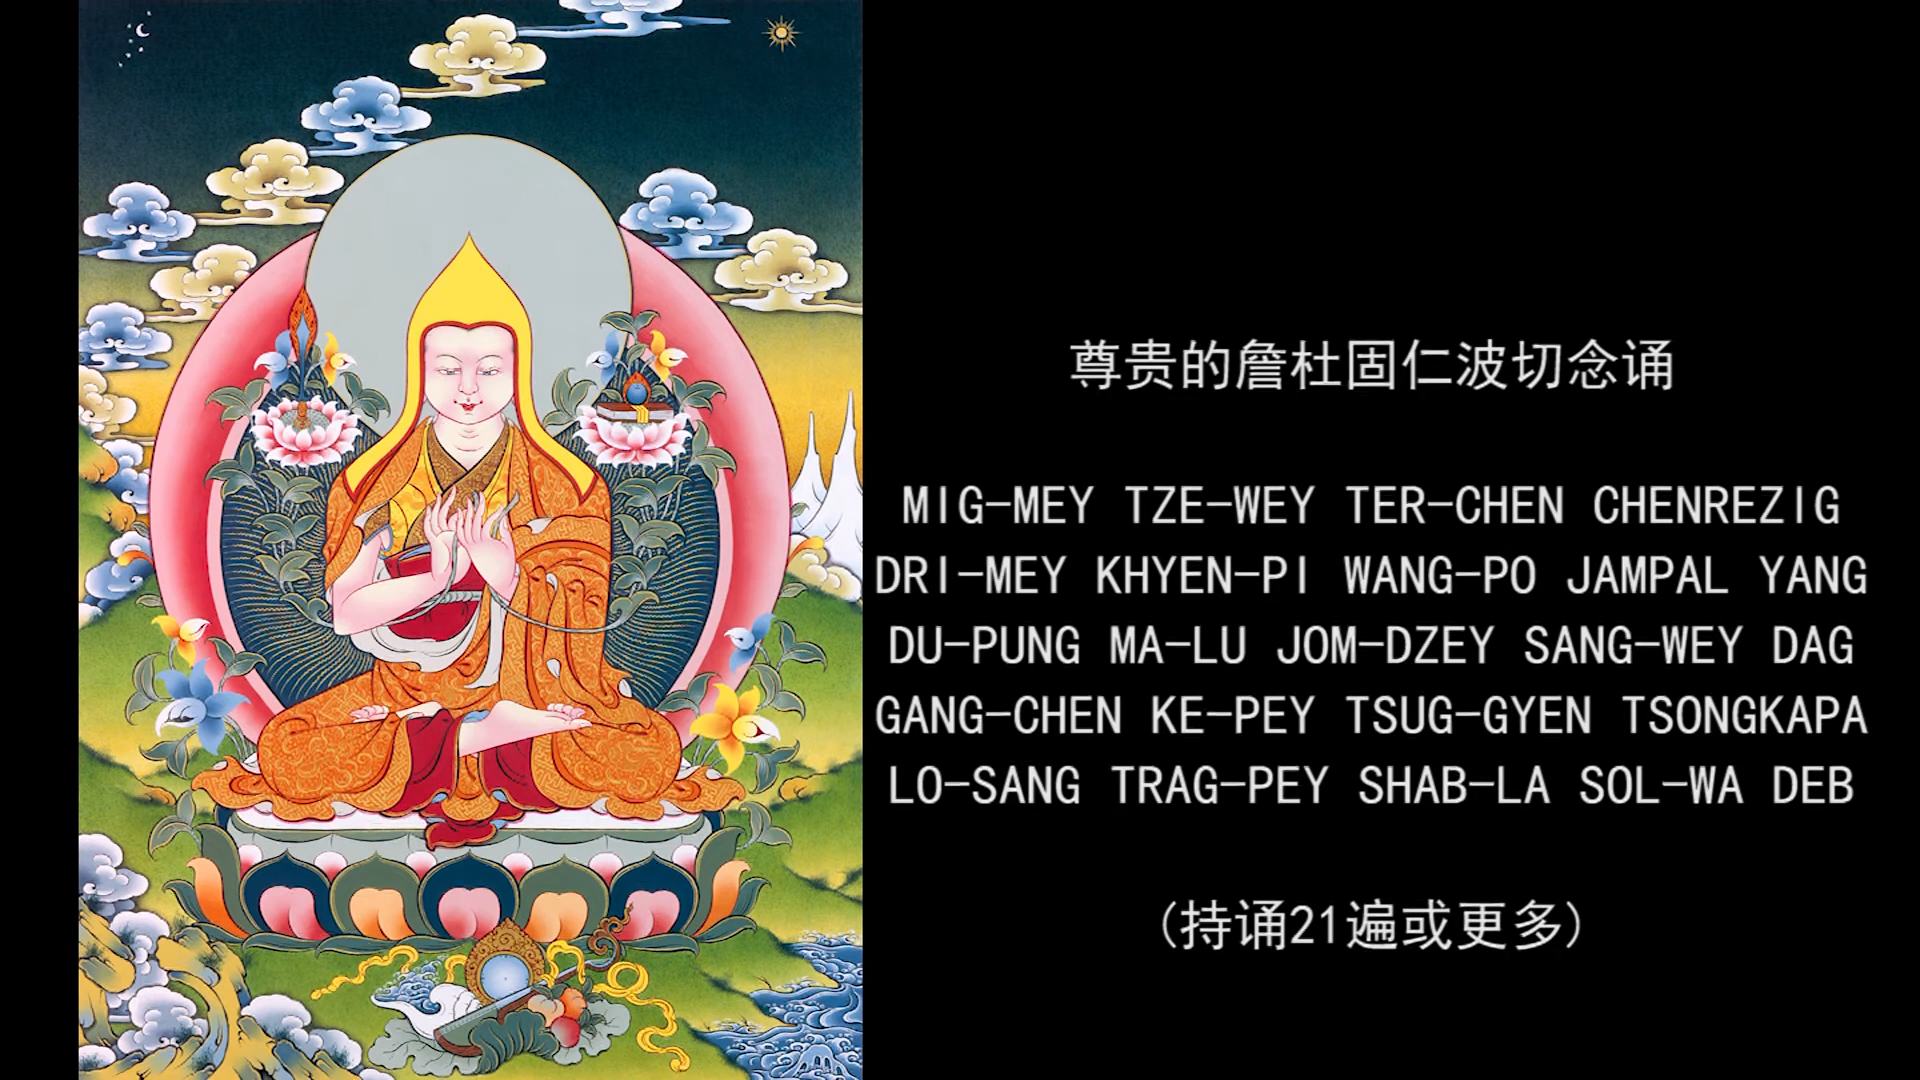 尊贵的詹杜固仁波切念诵
MIG-MEY TZE-WEY TER-CHEN CHENREZIG
DRI-MEY KHYEN-PI WANG-PO JAMPAL YANG
DU-PUNG MA-LU JOM-DZEY SANG-WEY DAG
GANG-CHEN KE-PEY TSUG-GYEN TSONGKAPA
LO-SANG TRAG-PEY SHAB-LA SOL-WA DEB
(持诵21遍或更多)